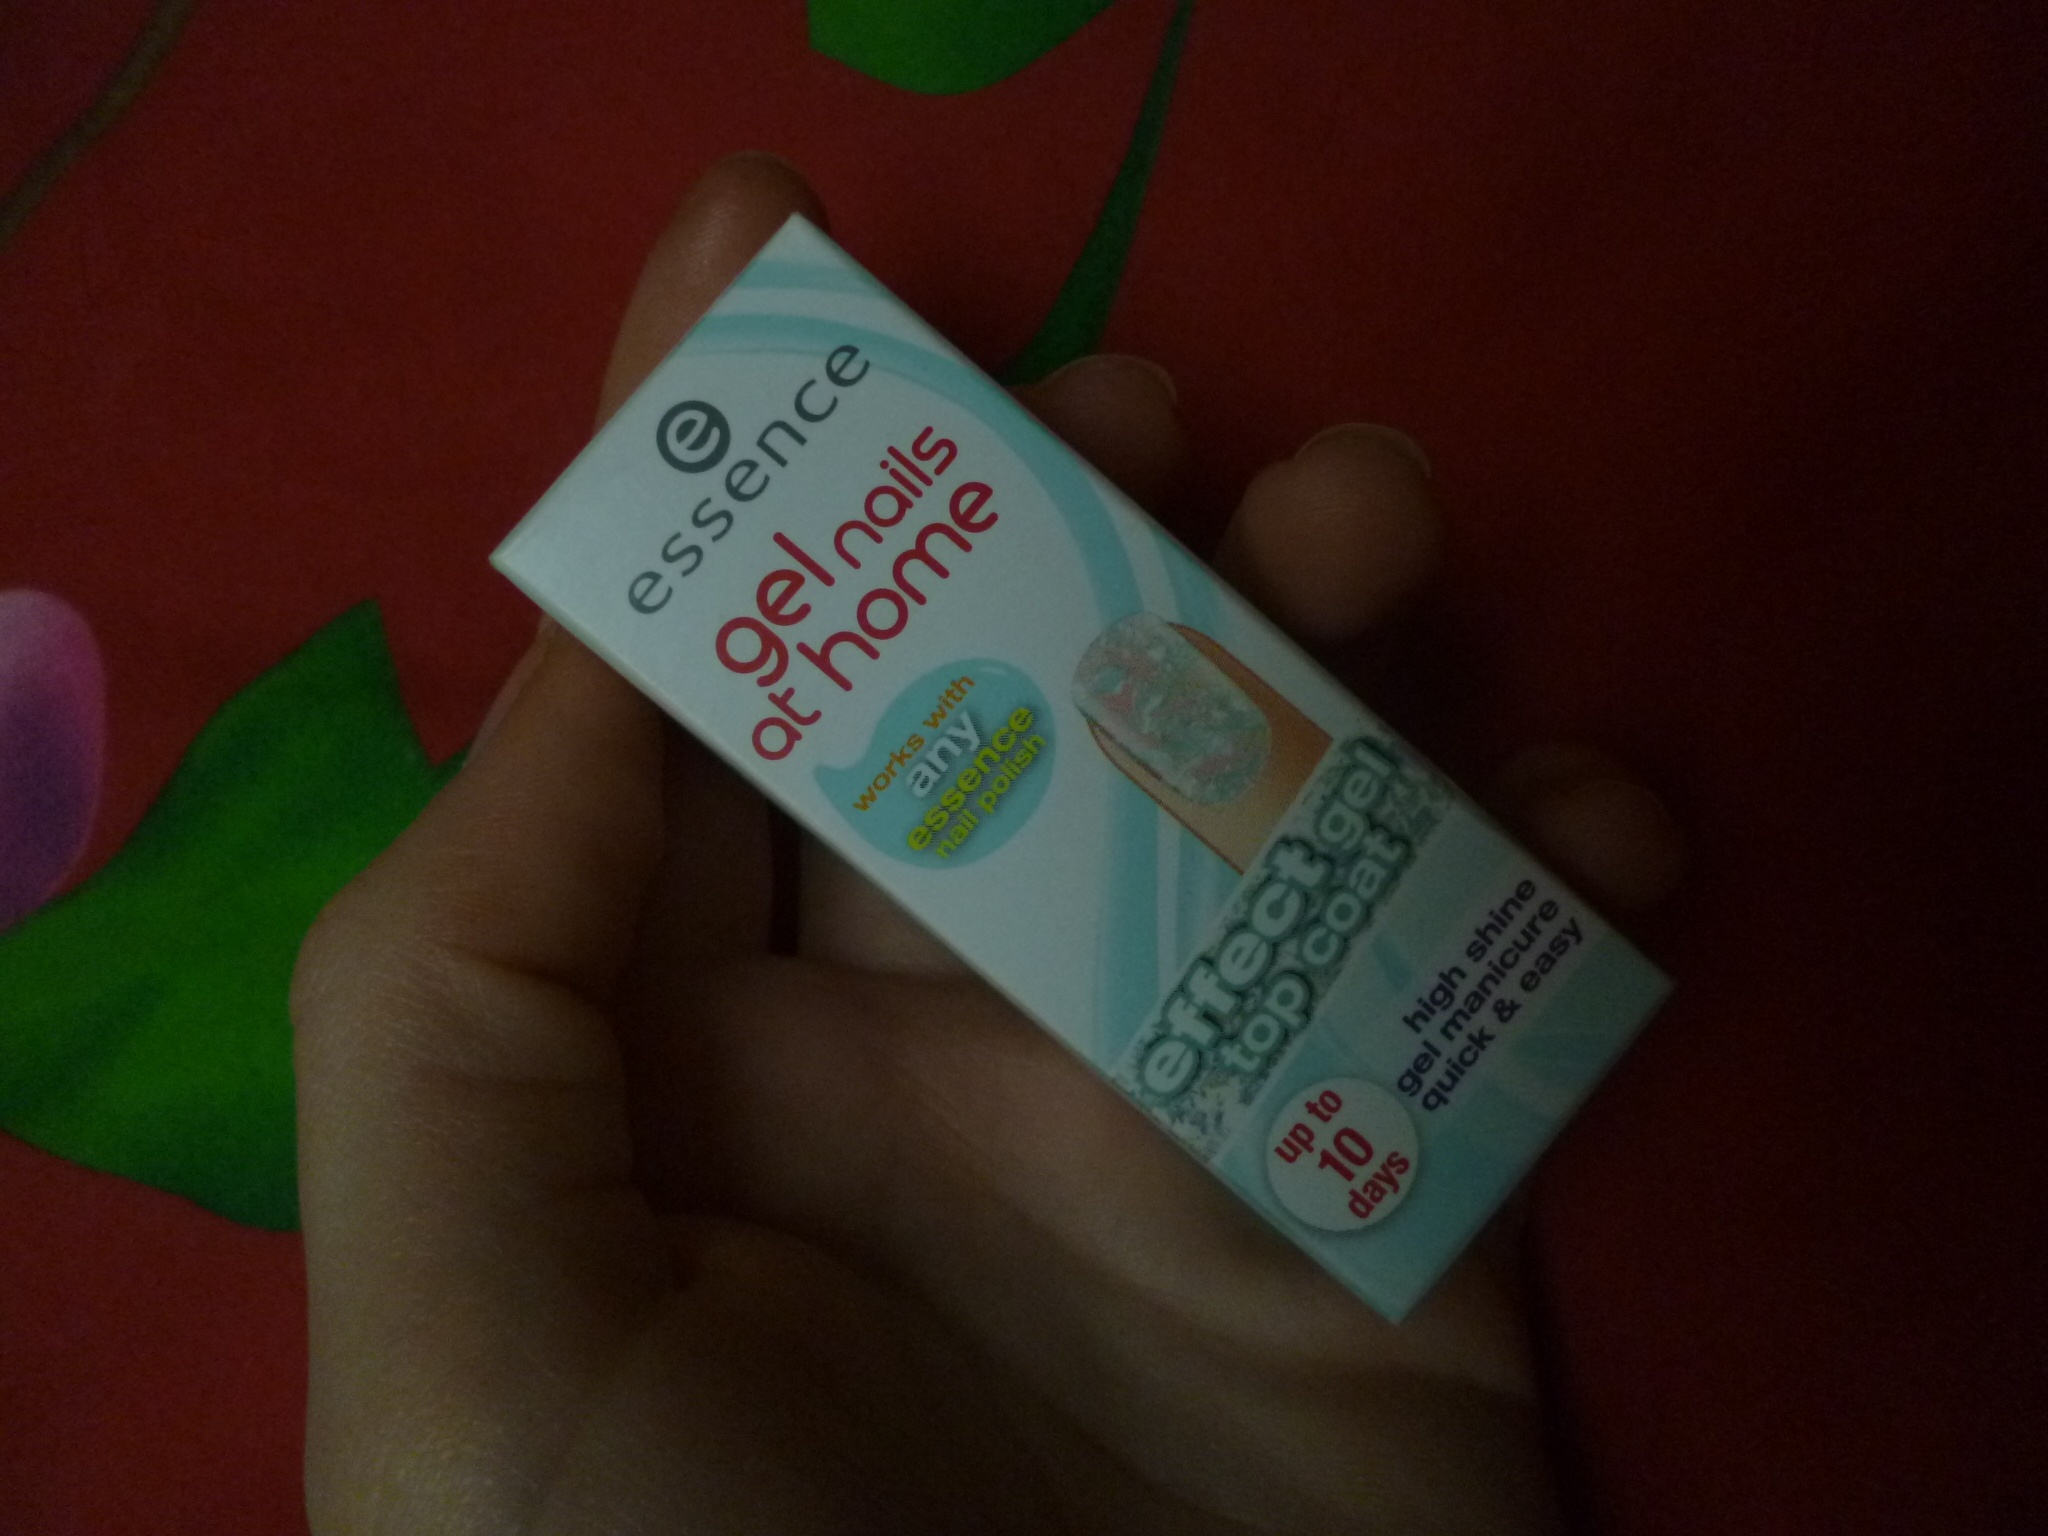 e
essence
gel nails
at home
works with
any
essence
nail polish
effect gel
top coat
high shine
gel manicure
quick & easy
up to
10
days